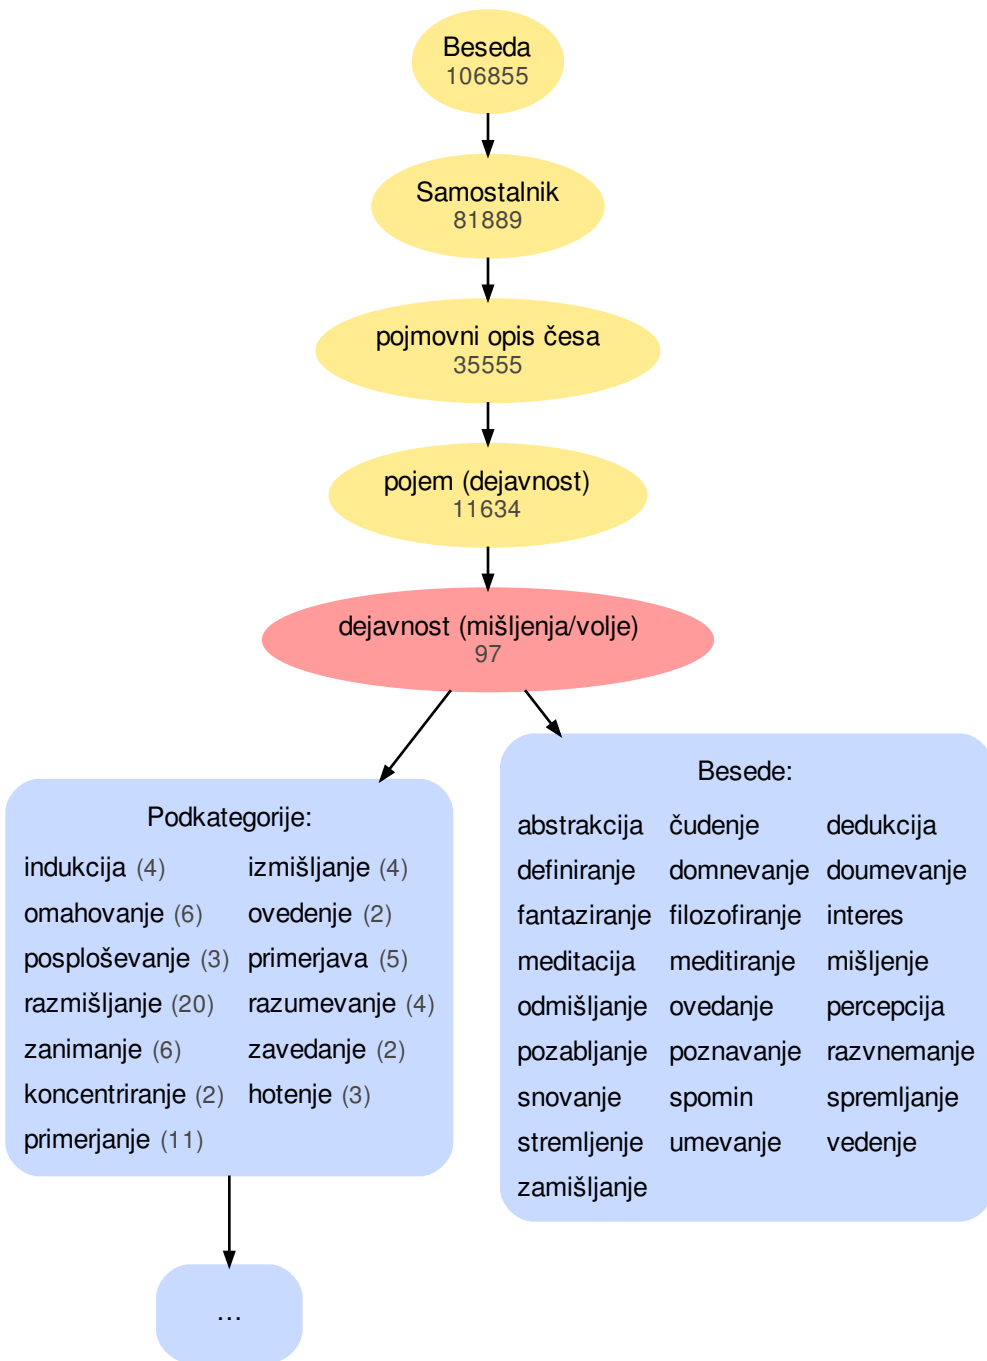 Beseda
106855
Samostalnik
81889
pojmovni opis česa
35555
pojem (dejavnost)
11634
dejavnost (mišljenja/volje)
97
Podkategorije:
indukcija (4) izmišljanje (4)
omahovanje (6) ovedenje (2)
posploševanje (3) primerjava (5)
razmišljanje (20) razumevanje (4)
zanimanje (6) zavedanje (2)
koncentriranje (2) hotenje (3)
primerjanje (11)
Besede:
abstrakcija čudenje dedukcija
definiranje domnevanje doumevanje
fantaziranje filozofiranje interes
meditacija meditiranje mišljenje
odmišljanje ovedanje percepcija
pozabljanje poznavanje razvnemanje
snovanje spomin spremljanje
stremljenje umevanje vedenje
zamišljanje
...